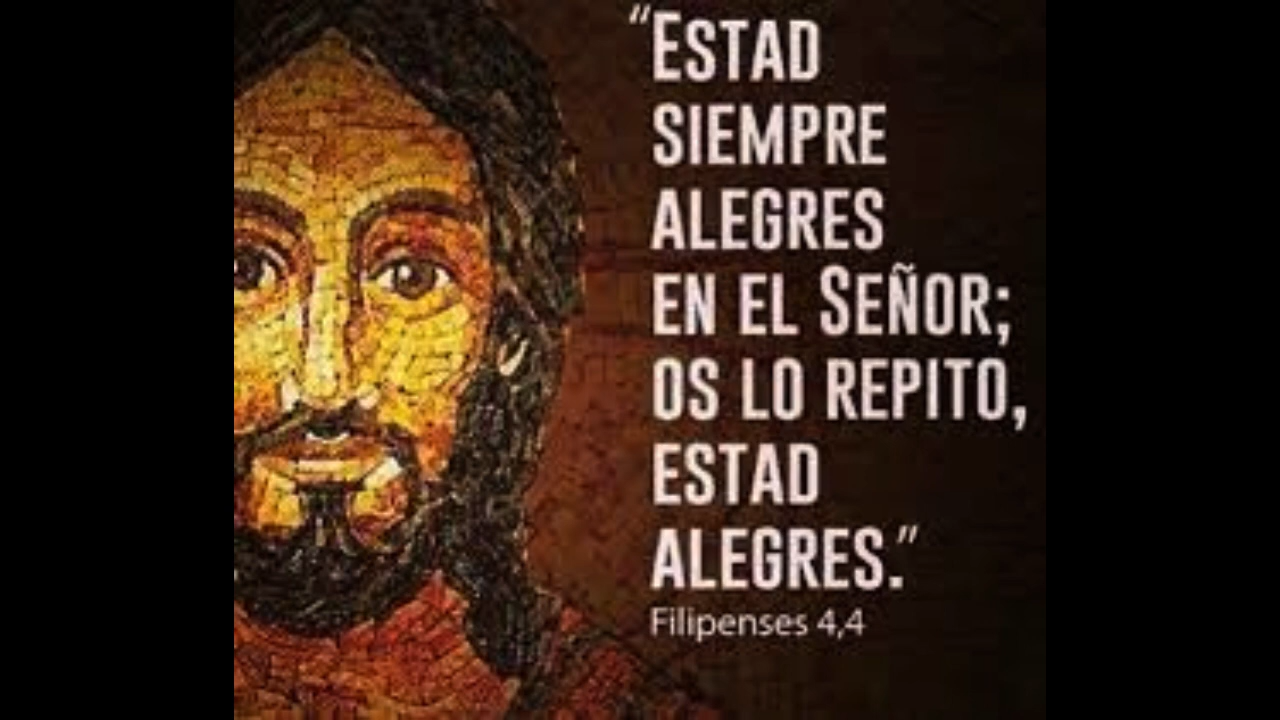 “Estad
siempre
alegres
en el Señor;
os lo repito,
estad
alegres.”
Filipenses 4,4